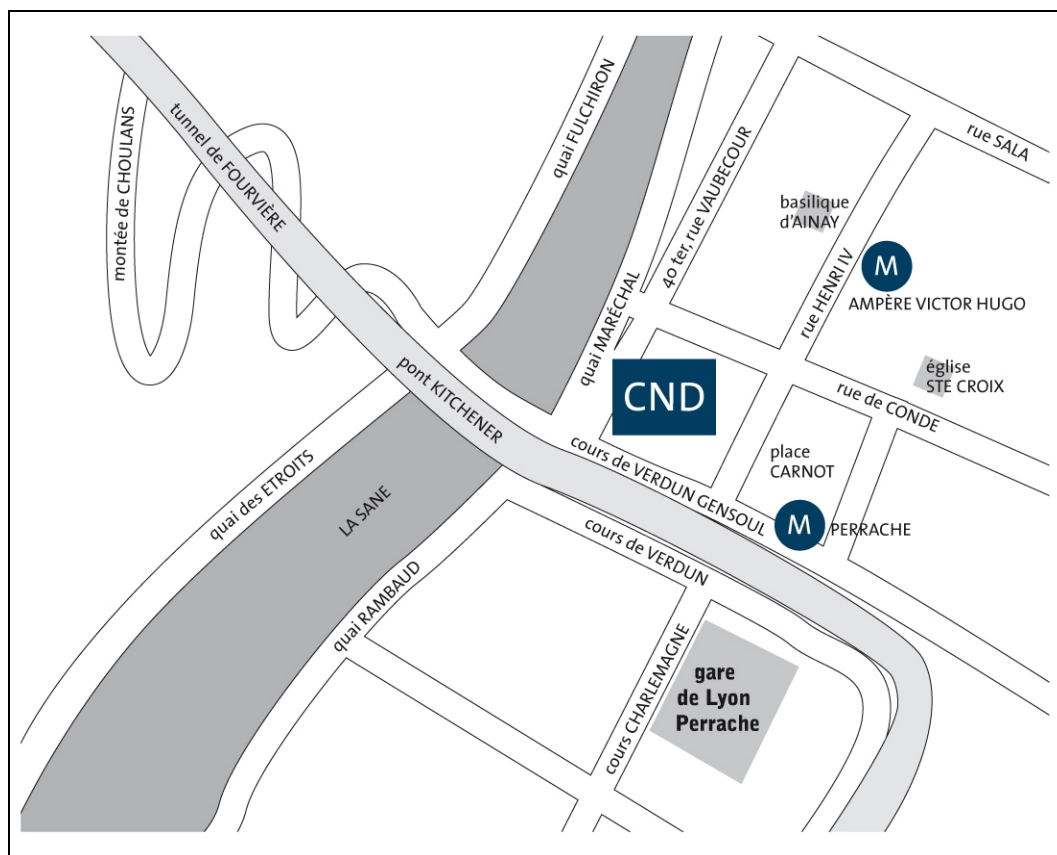 montée de CHOULANS
tunnel de FOURVIÈRE
quai FULCHIRON
40 ter, rue VAUBECOUR
rue SALA
basilique
d'AINAY
M
AMPÈRE VICTOR HUGO
rue HENRI IV
quai MARÉCHAL
CND
église
STE CROIX
rue de CONDE
pont KITCHENER
place
CARNOT
cours de VERDUN GENSOUL
M
PERRACHE
quai des ETROITS
LA SANE
cours de VERDUN
quai RAMBAUD
cours CHARLEMAGNE
gare
de Lyon
Perrache